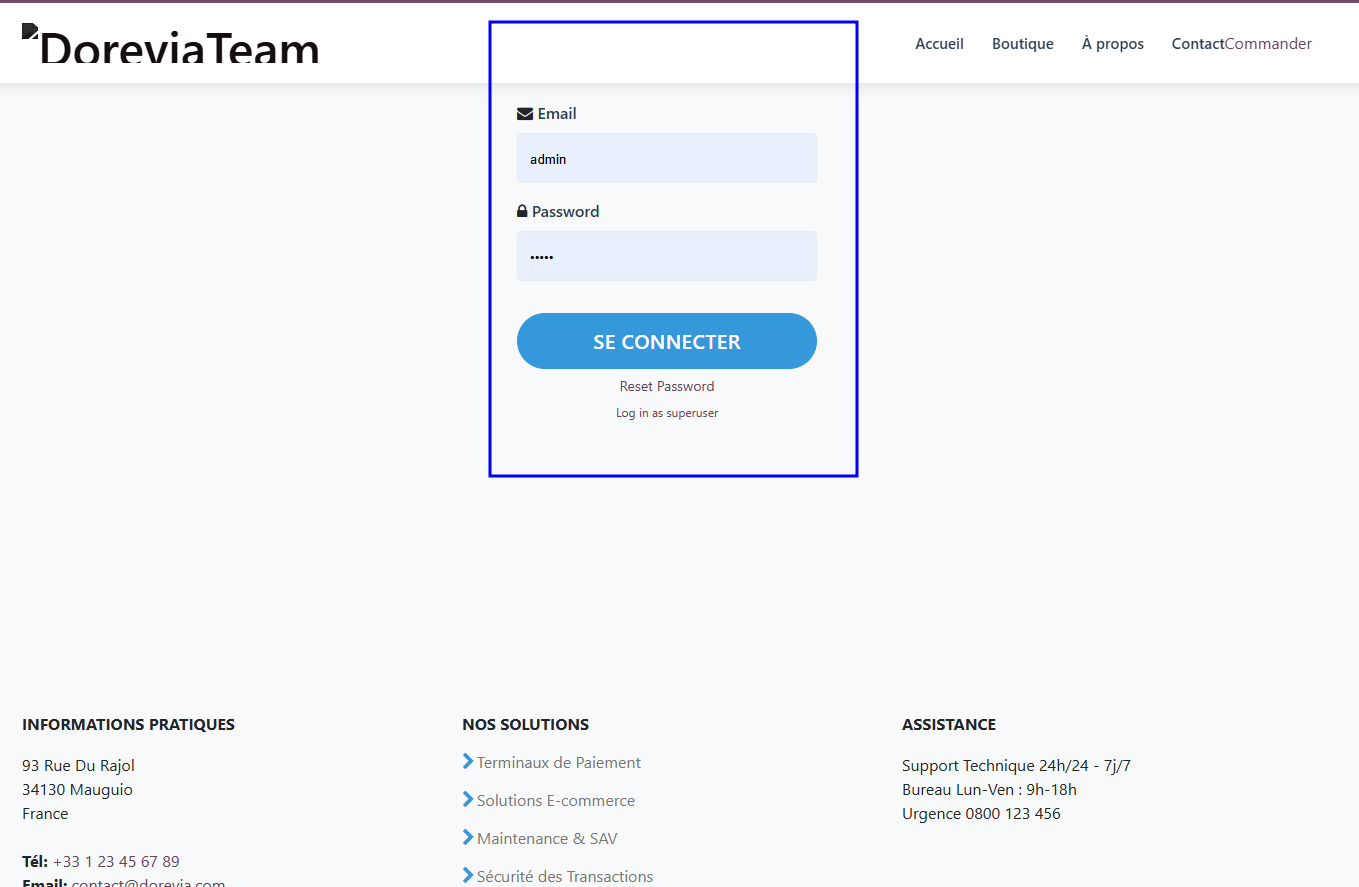 DoreviaTeam
Accueil Boutique À propos ContactCommander
Email
admin
Password
•••••
SE CONNECTER
Reset Password
Log in as superuser
INFORMATIONS PRATIQUES
93 Rue Du Rajol
34130 Mauguio
France
Tél: +33 1 23 45 67 89
Email: contact@dorevia.com
NOS SOLUTIONS
Terminaux de Paiement
Solutions E-commerce
Maintenance & SAV
Sécurité des Transactions
ASSISTANCE
Support Technique 24h/24 - 7j/7
Bureau Lun-Ven : 9h-18h
Urgence 0800 123 456